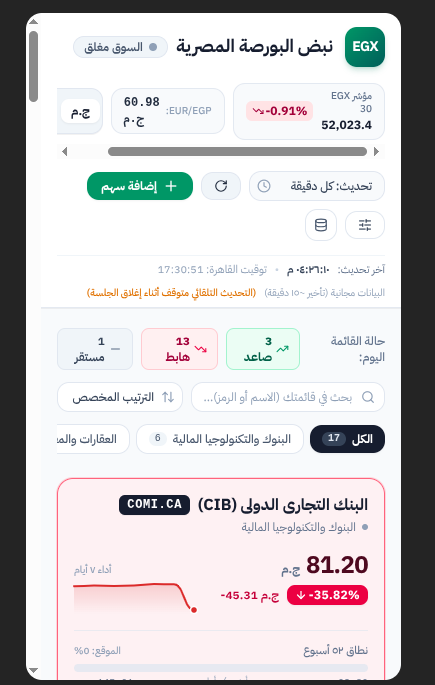 EGX نبض البورصة المصرية السوق مغلق
مؤشر EGX 30 -0.91% 52,023.4
EUR/GBP: 60.98 ج.م
ج.م
تحديث: كل دقيقة
إضافة سهم
آخر تحديث: ٠٤:٢٦:١٠ م • توقيت القاهرة: 17:30:51
البيانات مجانية (تأخير ~١٥ دقيقة) (التحديث التلقائي متوقف أثناء إغلاق الجلسة)
حالة القائمة اليوم:
3 صاعد
13 هابط
1 مستقر
بحث في قائمتك (الاسم أو الرمز)...
الترتيب المخصص
الكل 17
البنوك والتكنولوجيا المالية 6
العقارات والمة
البنك التجارى الدولى (CIB) COMI.CA
البنوك والتكنولوجيا المالية
81.20 ج.م
أداء ٧ أيام
-35.82% ↓ -45.31 ج.م
نطاق ٥٢ أسبوع
الموقع: ٠%